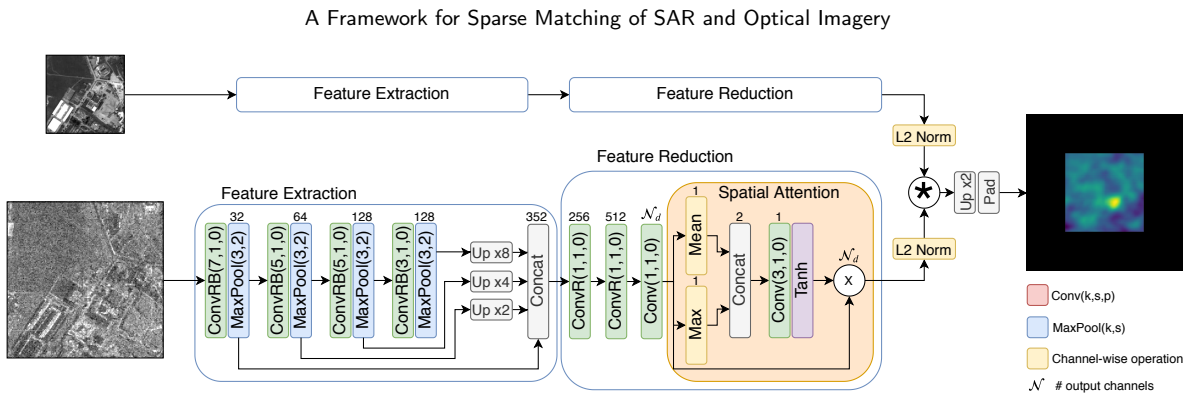 A Framework for Sparse Matching of SAR and Optical Imagery
Feature Extraction
Feature Reduction
L2 Norm
Feature Reduction
Feature Extraction
Spatial Attention
32
64
128
128
352
256
512
𝒩d
1
2
1
𝒩d
ConvRB(7,1,0)
MaxPool(3,2)
ConvRB(5,1,0)
MaxPool(3,2)
ConvRB(5,1,0)
MaxPool(3,2)
ConvRB(3,1,0)
MaxPool(3,2)
Up x8
Up x4
Up x2
Concat
ConvR(1,1,0)
ConvR(1,1,0)
Conv(1,1,0)
Mean
1
Max
Concat
Conv(3,1,0)
Tanh
x
L2 Norm
*
Up x2
Pad
Conv(k,s,p)
MaxPool(k,s)
Channel-wise operation
𝒩 # output channels